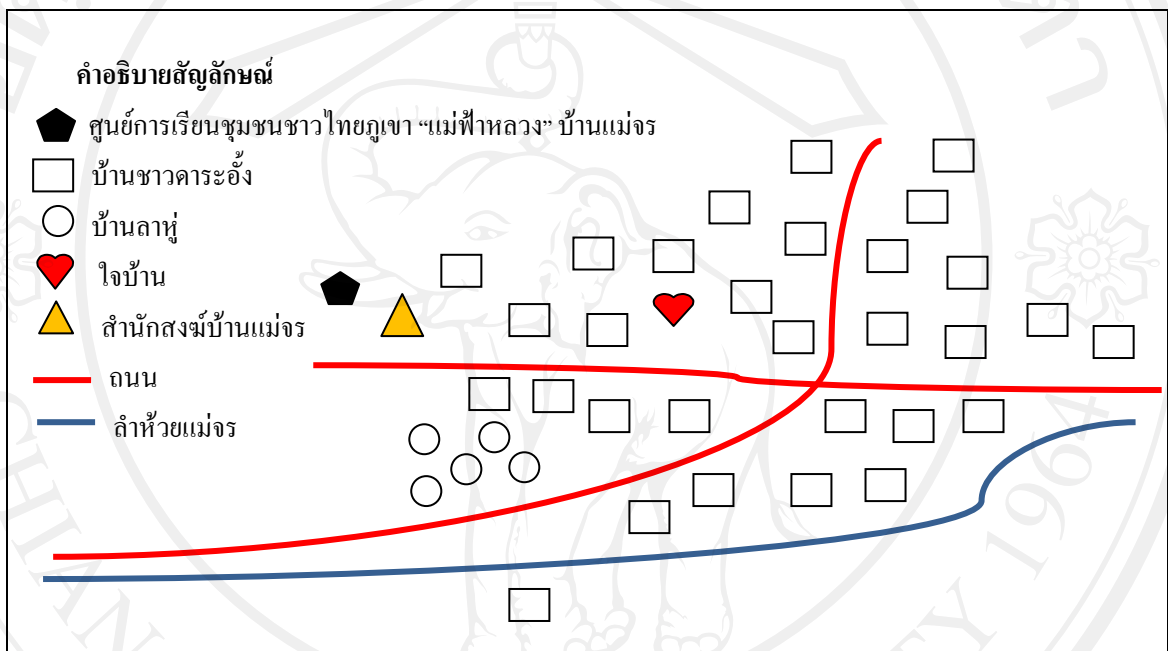 คำอธิบายสัญลักษณ์
ศูนย์การเรียนชุมชนชาวไทยภูเขา “แม่ฟ้าหลวง” บ้านแม่จร
บ้านชาวดาระอั้ง
บ้านลาหู่
ใจบ้าน
สำนักสงฆ์บ้านแม่จร
ถนน
ลำห้วยแม่จร